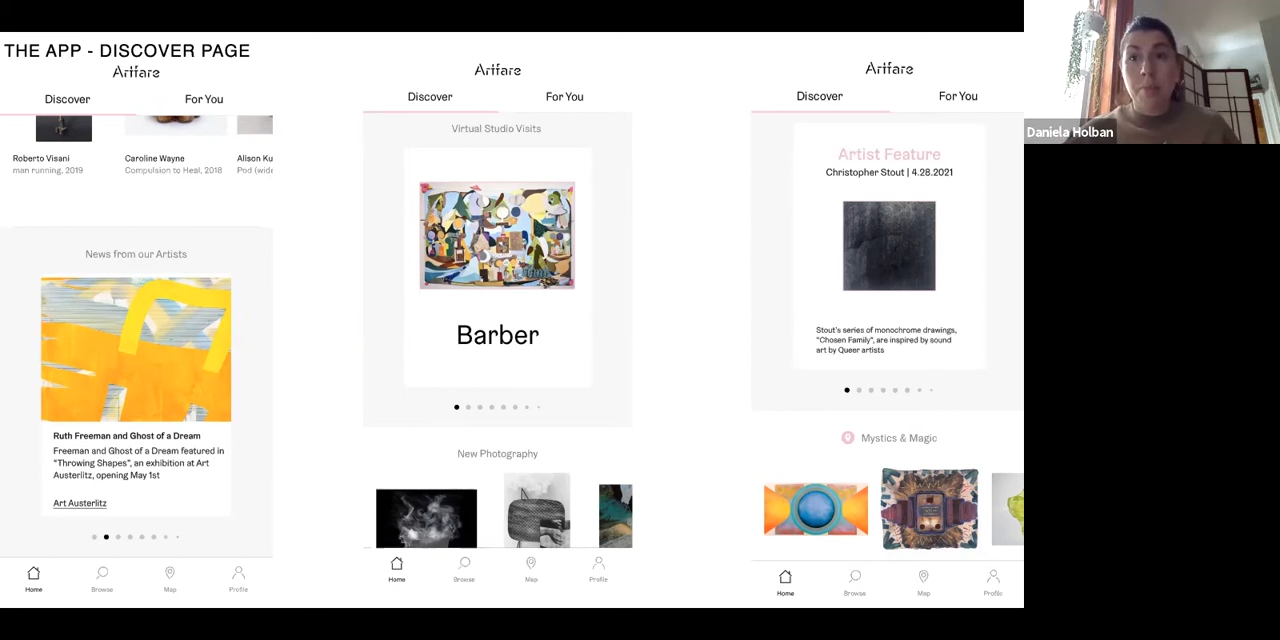 THE APP - DISCOVER PAGE
Artfare
Discover
For You
Roberto Visani
man running, 2019
Caroline Wayne
Compulsion to Heal, 2018
Alison Ku
Pod (wide
News from our Artists
Ruth Freeman and Ghost of a Dream
Freeman and Ghost of a Dream featured in
"Throwing Shapes", an exhibition at Art
Austerlitz, opening May 1st
Art Austerlitz
Home
Browse
Map
Profile
Artfare
Discover
For You
Virtual Studio Visits
Barber
New Photography
Home
Browse
Map
Profile
Artfare
Discover
For You
Artist Feature
Christopher Stout | 4.28.2021
Stout's series of monochrome drawings,
"Chosen Family", are inspired by sound
art by Queer artists
Mystics & Magic
Home
Browse
Map
Profile
Daniela Holban